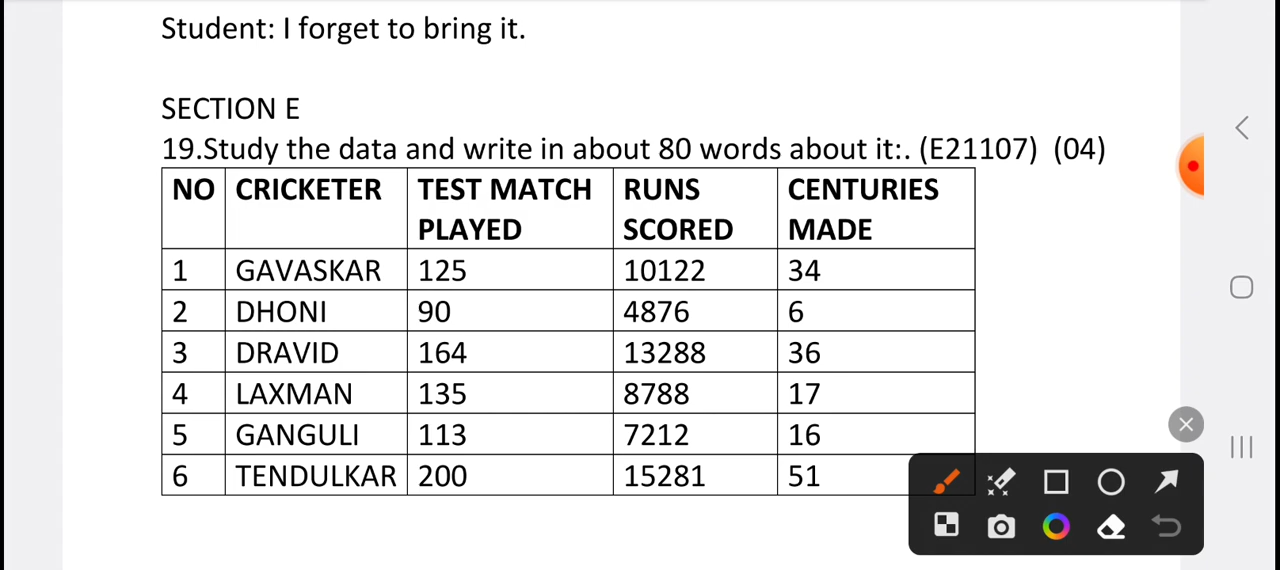 Student: I forget to bring it.
SECTION E
19.Study the data and write in about 80 words about it:. (E21107) (04)
NO CRICKETER TEST MATCH PLAYED RUNS SCORED CENTURIES MADE
1 GAVASKAR 125 10122 34
2 DHONI 90 4876 6
3 DRAVID 164 13288 36
4 LAXMAN 135 8788 17
5 GANGULI 113 7212 16
6 TENDULKAR 200 15281 51